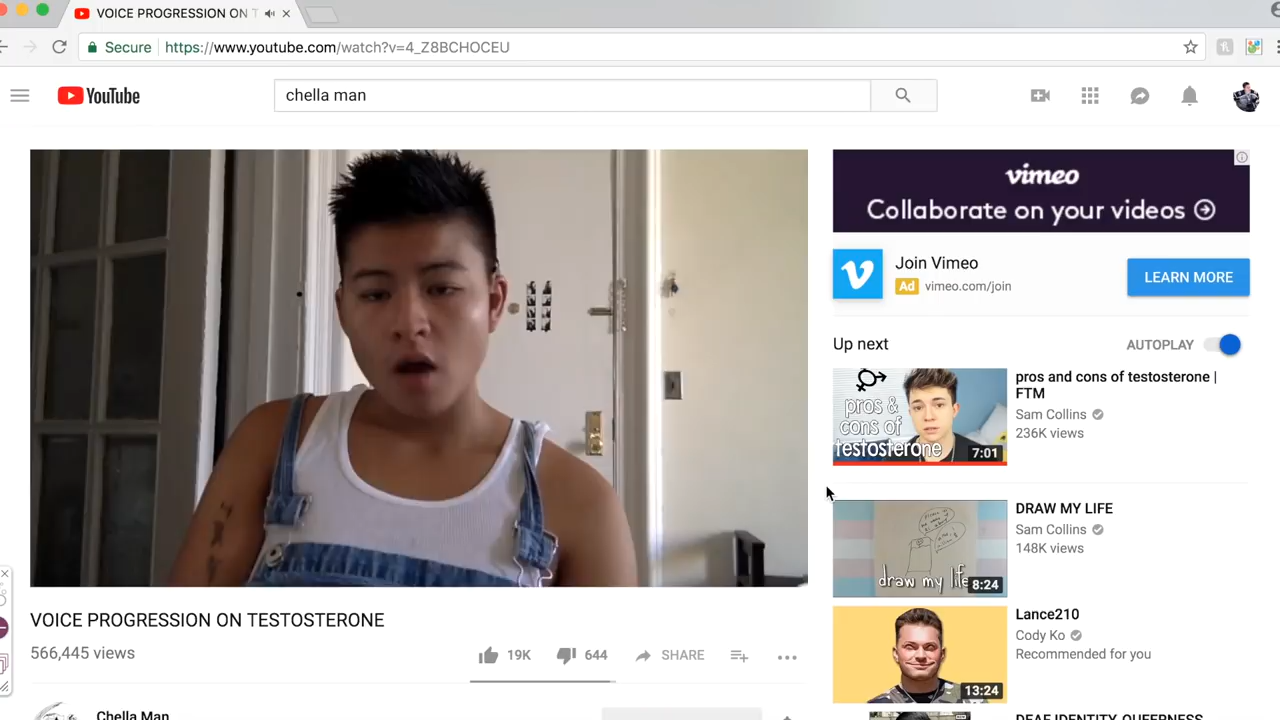 VOICE PROGRESSION ON T
Secure https://www.youtube.com/watch?v=4_Z8BCHOCEU
YouTube
chella man
vimeo
Collaborate on your videos
Join Vimeo
Ad vimeo.com/join
LEARN MORE
Up next
AUTOPLAY
pros &
cons of
testosterone
7:01
pros and cons of testosterone |
FTM
Sam Collins
236K views
draw my life
8:24
DRAW MY LIFE
Sam Collins
148K views
13:24
Lance210
Cody Ko
Recommended for you
VOICE PROGRESSION ON TESTOSTERONE
566,445 views
19K
644
SHARE
Chella Man
DEAF IDENTITY, QUEERNESS